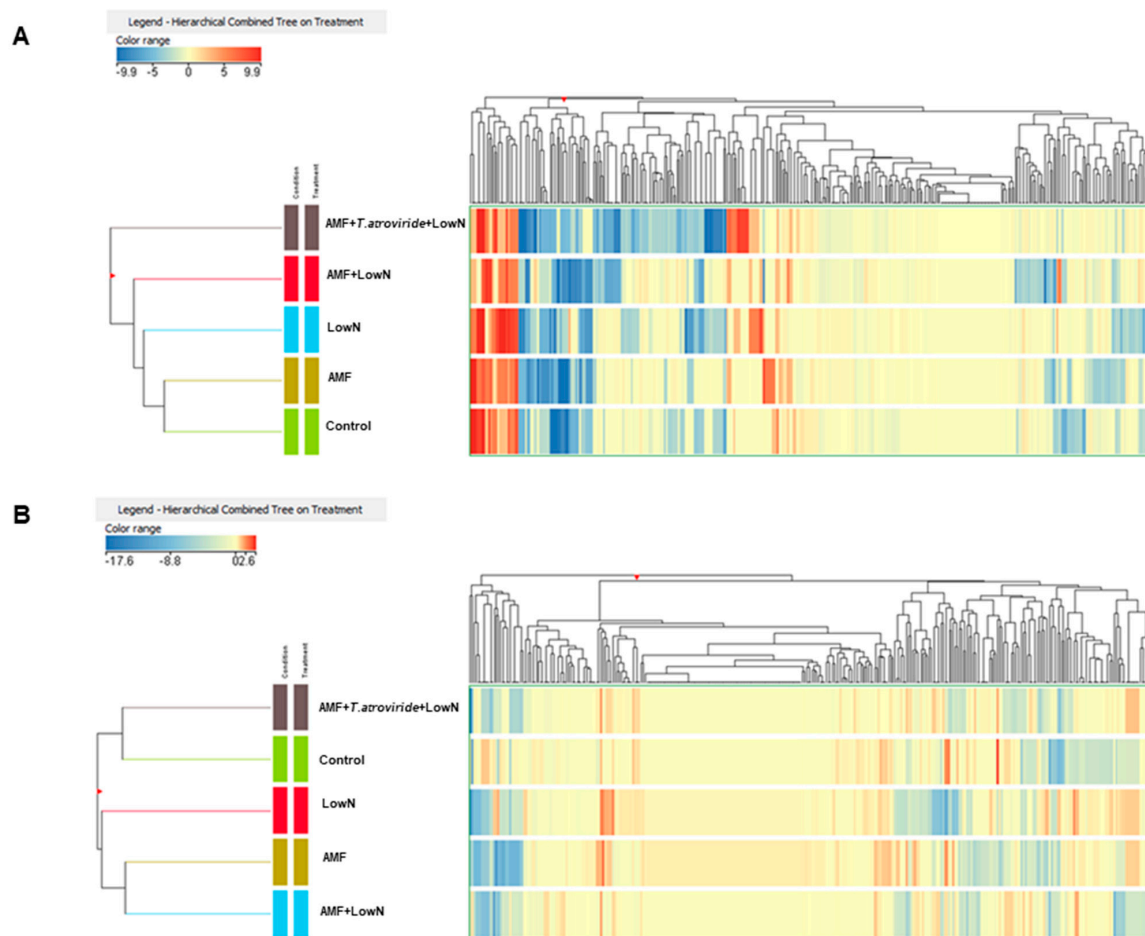 A
Legend - Hierarchical Combined Tree on Treatment
Color range
-9.9 -5 0 5 9.9
Condition
Treatment
AMF+T.atroviride+LowN
AMF+LowN
LowN
AMF
Control
B
Legend - Hierarchical Combined Tree on Treatment
Color range
-17.6 -8.8 02.6
Condition
Treatment
AMF+T.atroviride+LowN
Control
LowN
AMF
AMF+LowN